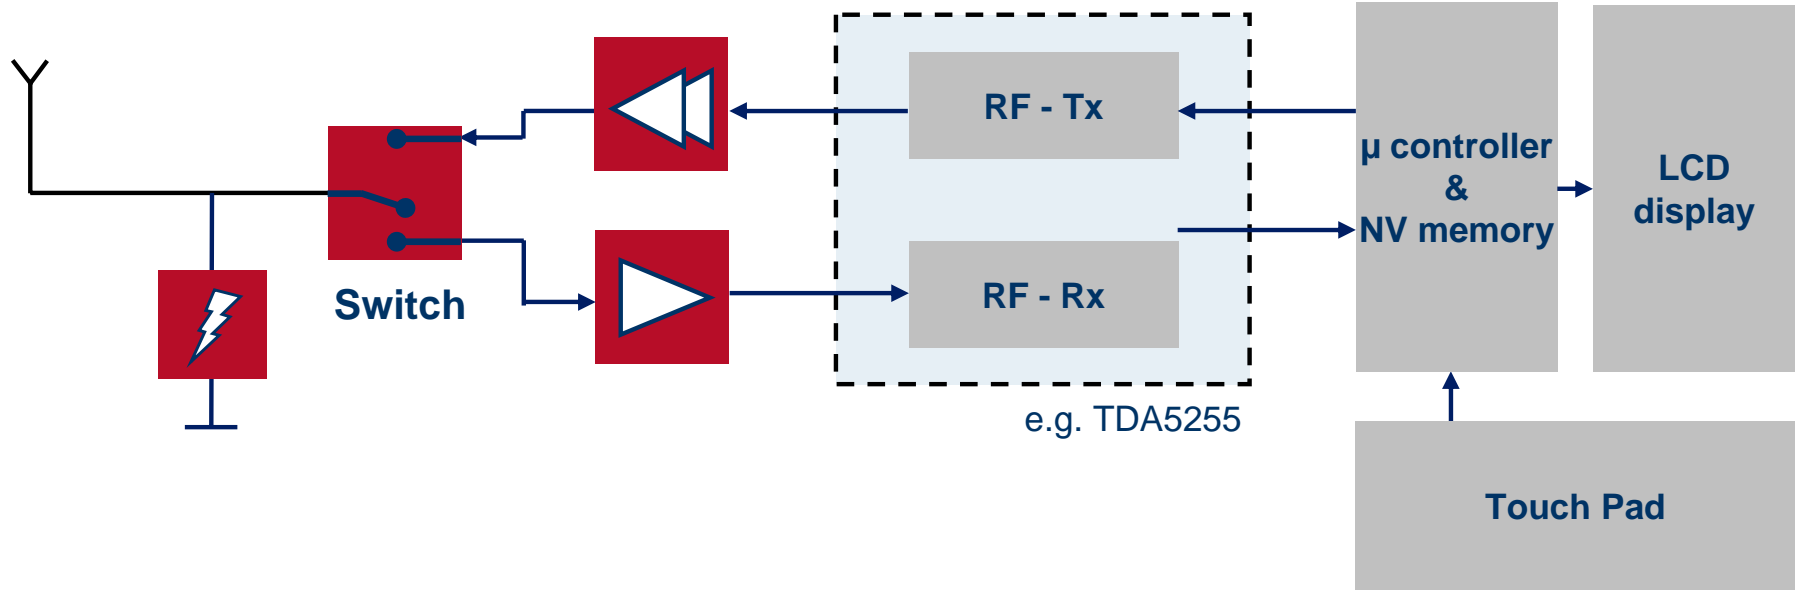 RF - Tx
µ controller
&
NV memory
LCD
display
Switch
RF - Rx
e.g. TDA5255
Touch Pad